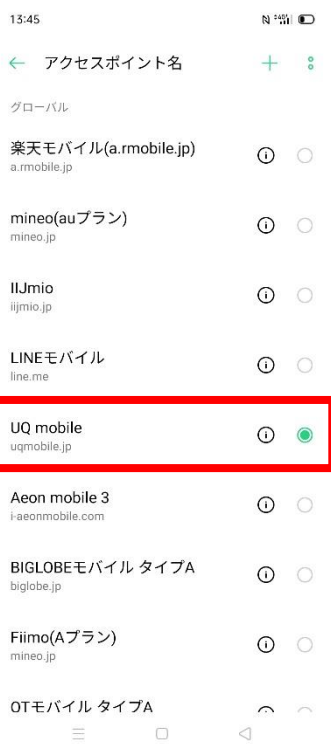 13:45
アクセスポイント名
グローバル
楽天モバイル(a.rmobile.jp)
a.rmobile.jp
mineo(auプラン)
mineo.jp
IIJmio
iijmio.jp
LINEモバイル
line.me
UQ mobile
uqmobile.jp
Aeon mobile 3
i-aeonmobile.com
BIGLOBEモバイル タイプA
biglobe.jp
Fiimo(Aプラン)
mineo.jp
OTモバイル タイプA